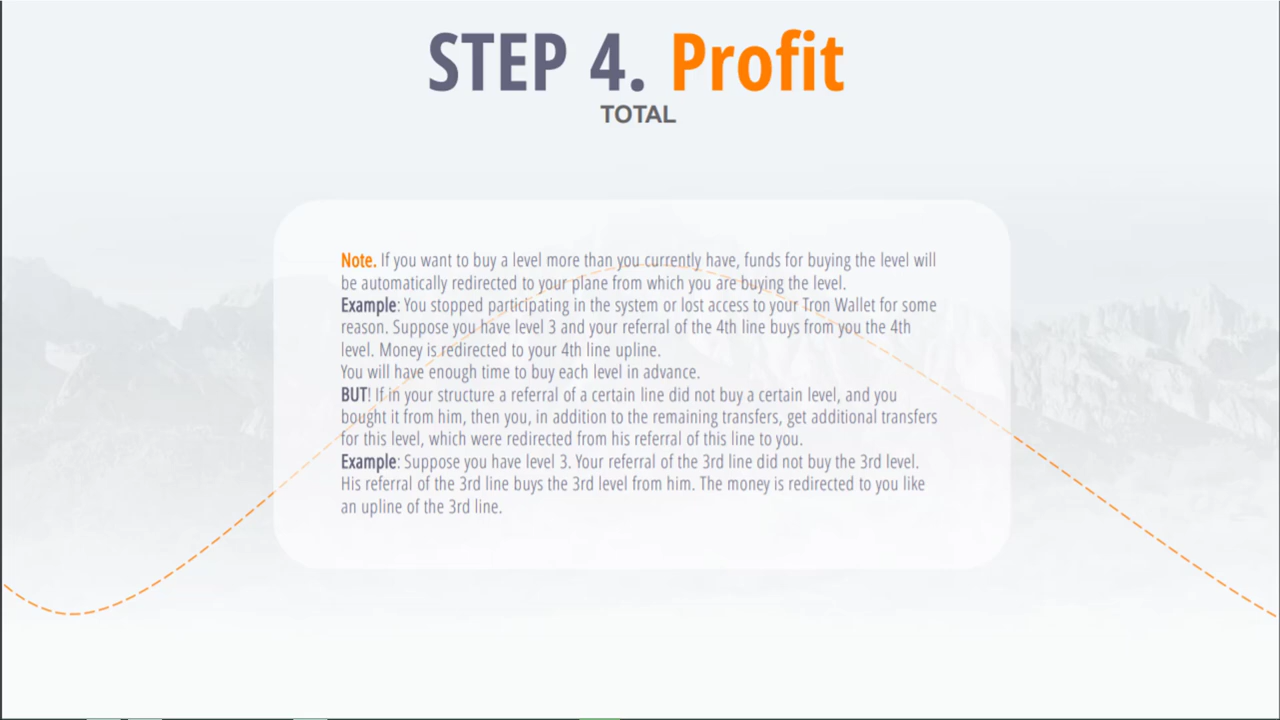 STEP 4. Profit
TOTAL
Note. If you want to buy a level more than you currently have, funds for buying the level will
be automatically redirected to your plane from which you are buying the level.
Example: You stopped participating in the system or lost access to your Tron Wallet for some
reason. Suppose you have level 3 and your referral of the 4th line buys from you the 4th
level. Money is redirected to your 4th line upline.
You will have enough time to buy each level in advance.
BUT! If in your structure a referral of a certain line did not buy a certain level, and you
bought it from him, then you, in addition to the remaining transfers, get additional transfers
for this level, which were redirected from his referral of this line to you.
Example: Suppose you have level 3. Your referral of the 3rd line did not buy the 3rd level.
His referral of the 3rd line buys the 3rd level from him. The money is redirected to you like
an upline of the 3rd line.